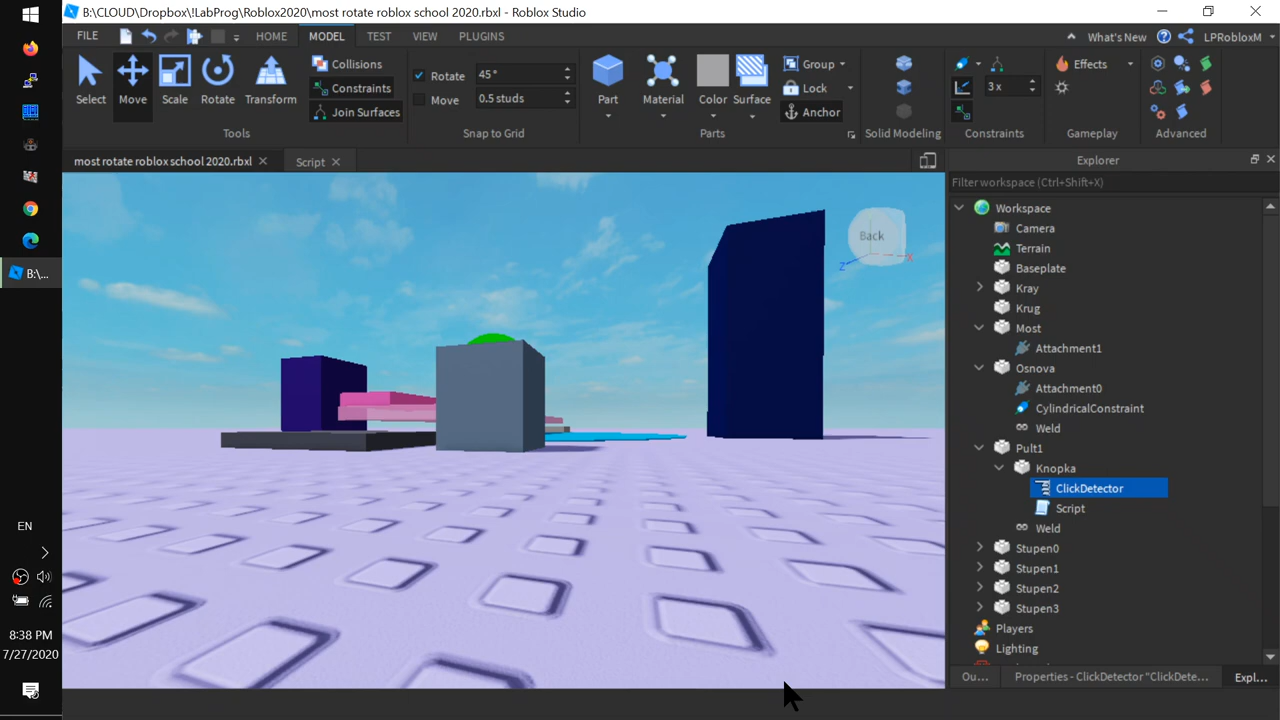 B:\CLOUD\Dropbox\!LabProg\Roblox2020\most rotate roblox school 2020.rbxl - Roblox Studio
FILE HOME MODEL TEST VIEW PLUGINS What's New LPRobloxM
Select Move Scale Rotate Transform
Collisions
Constraints
Join Surfaces
Tools
Rotate 45°
Move 0.5 studs
Snap to Grid
Part Material Color Surface
Group
Lock
Anchor
Parts
Solid Modeling
3 x
Constraints
Effects
Gameplay
Advanced
most rotate roblox school 2020.rbxl Script
Explorer
Filter workspace (Ctrl+Shift+X)
Workspace
Camera
Terrain
Baseplate
Kray
Krug
Most
Attachment1
Osnova
Attachment0
CylindricalConstraint
Weld
Pult1
Knopka
ClickDetector
Script
Weld
Stupen0
Stupen1
Stupen2
Stupen3
Players
Lighting
Ou... Properties - ClickDetector "ClickDete... Expl...
Back
Z X
B:\...
EN
8:38 PM
7/27/2020